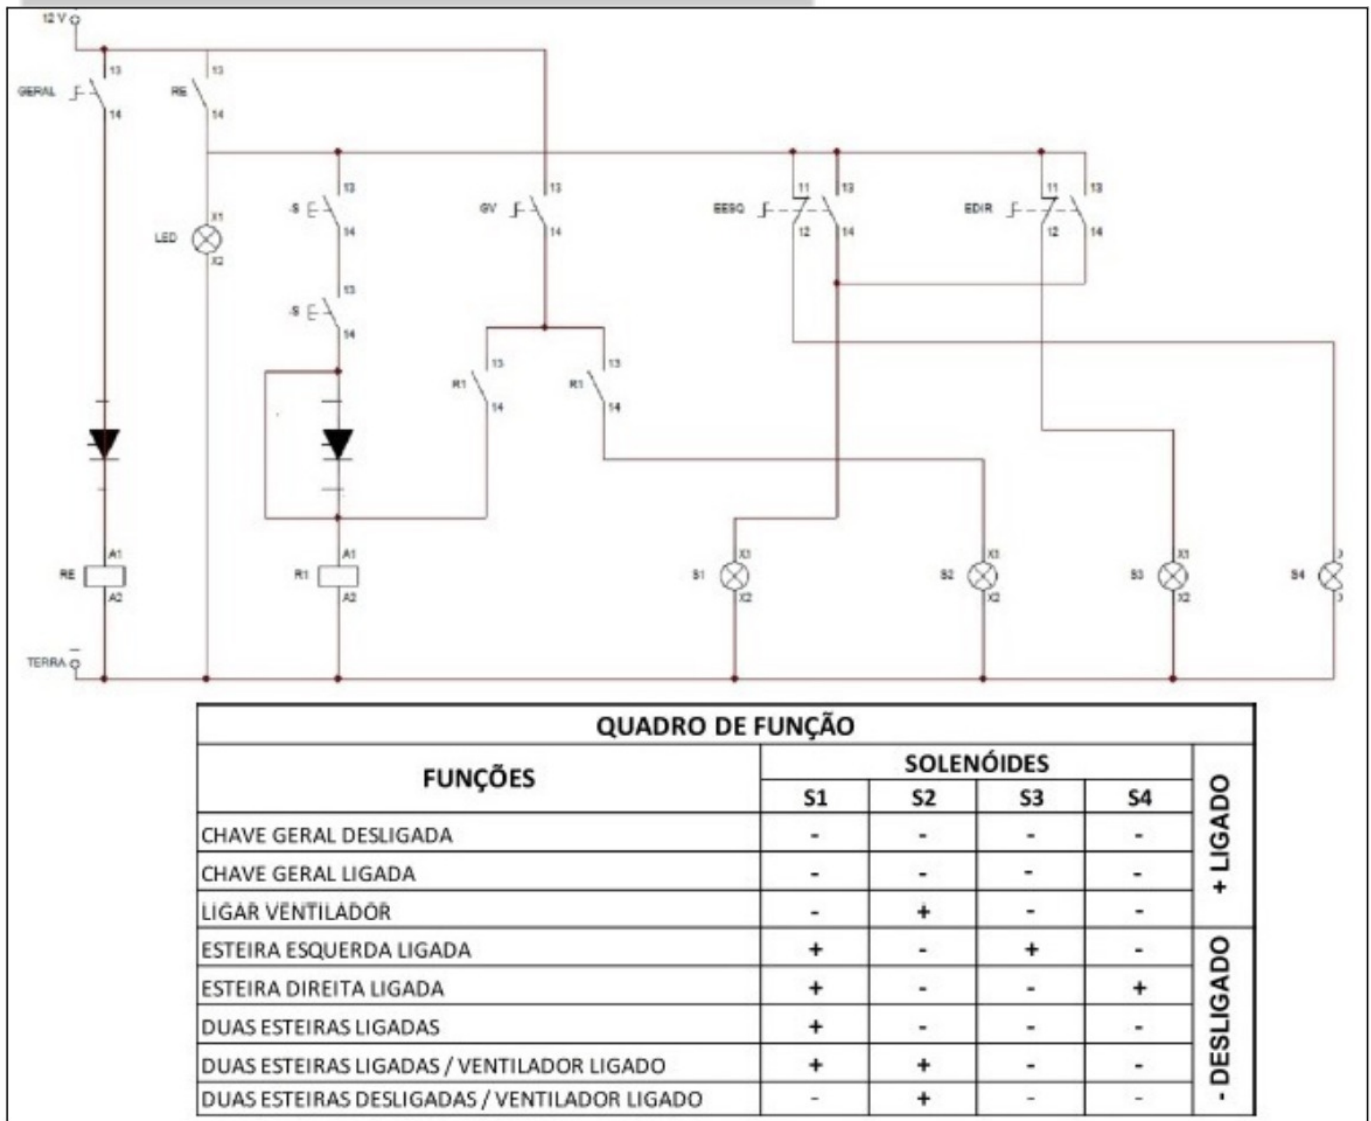 12 V
13
13
GERAL
RE
14
14
13
13
11
13
11
13
-S
GV
EESQ
EDIR
14
14
12
14
12
14
X1
LED
X2
13
-S
14
13
13
R1
R1
14
14
A1
A1
X1
X1
X1
RE
R1
S1
S2
S3
S4
A2
A2
X2
X2
X2
TERRA
QUADRO DE FUNÇÃO
FUNÇÕES
SOLENÓIDES
S1 S2 S3 S4
+ LIGADO
CHAVE GERAL DESLIGADA - - - -
CHAVE GERAL LIGADA - - - -
LIGAR VENTILADOR - + - -
- DESLIGADO
ESTEIRA ESQUERDA LIGADA + - + -
ESTEIRA DIREITA LIGADA + - - +
DUAS ESTEIRAS LIGADAS + - - -
DUAS ESTEIRAS LIGADAS / VENTILADOR LIGADO + + - -
DUAS ESTEIRAS DESLIGADAS / VENTILADOR LIGADO - + - -